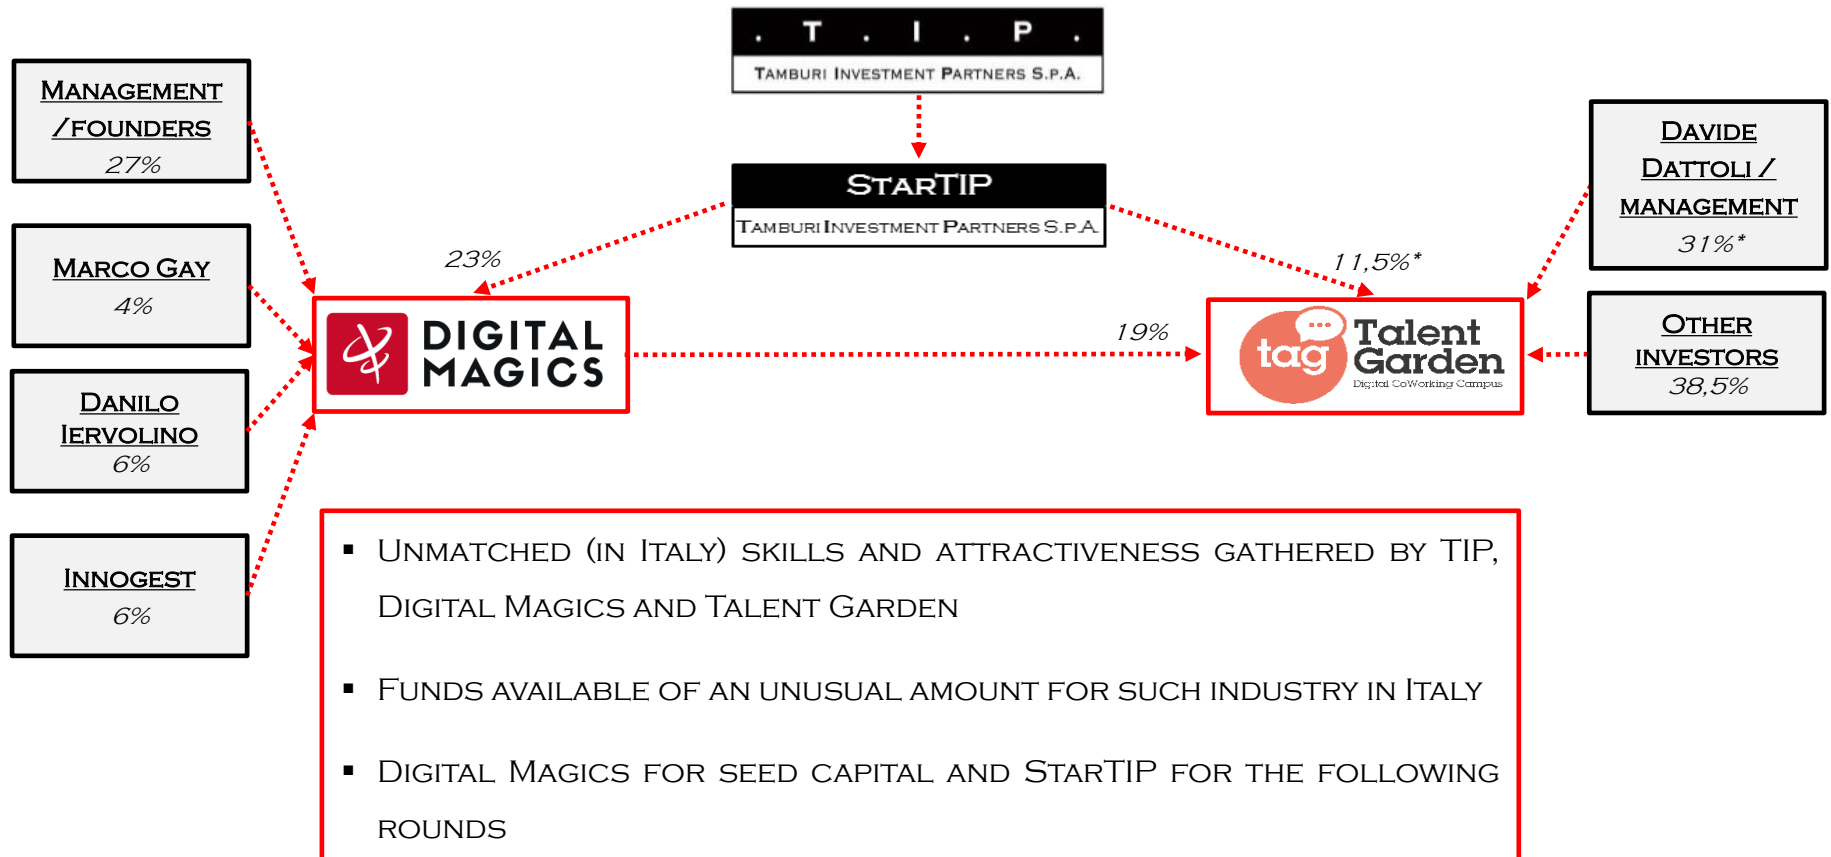 . T . I . P .
TAMBURI INVESTMENT PARTNERS S.P.A.
MANAGEMENT
/FOUNDERS
27%
MARCO GAY
4%
DANILO
IERVOLINO
6%
INNOGEST
6%
STARTIP
TAMBURI INVESTMENT PARTNERS S.P.A.
23%
11,5%*
DIGITAL
MAGICS
19%
tag
Talent
Garden
Digital CoWorking Campus
DAVIDE
DATTOLI /
MANAGEMENT
31%*
OTHER
INVESTORS
38,5%
▪ UNMATCHED (IN ITALY) SKILLS AND ATTRACTIVENESS GATHERED BY TIP,
DIGITAL MAGICS AND TALENT GARDEN
▪ FUNDS AVAILABLE OF AN UNUSUAL AMOUNT FOR SUCH INDUSTRY IN ITALY
▪ DIGITAL MAGICS FOR SEED CAPITAL AND STARTIP FOR THE FOLLOWING
ROUNDS